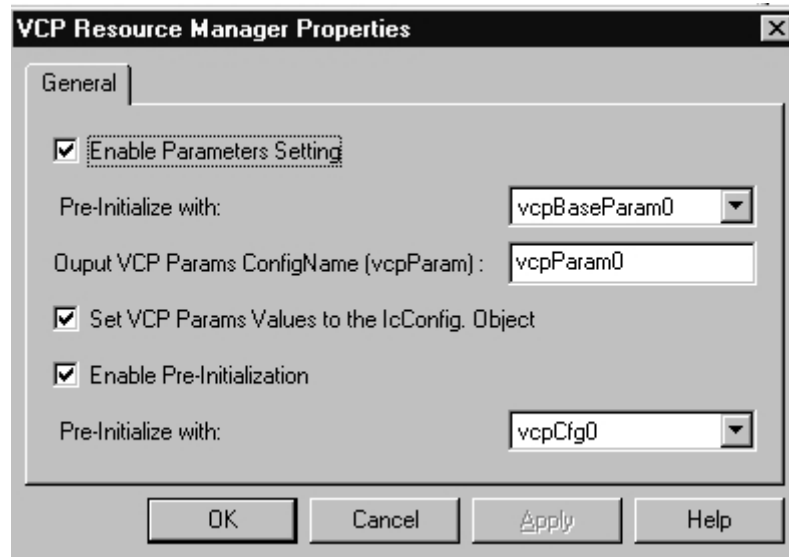 VCP Resource Manager Properties
General
Enable Parameters Setting
Pre-Initialize with:
vcpBaseParam0
Ouput VCP Params ConfigName (vcpParam) :
vcpParam0
Set VCP Params Values to the IcConfig. Object
Enable Pre-Initialization
Pre-Initialize with:
vcpCfg0
OK
Cancel
Apply
Help